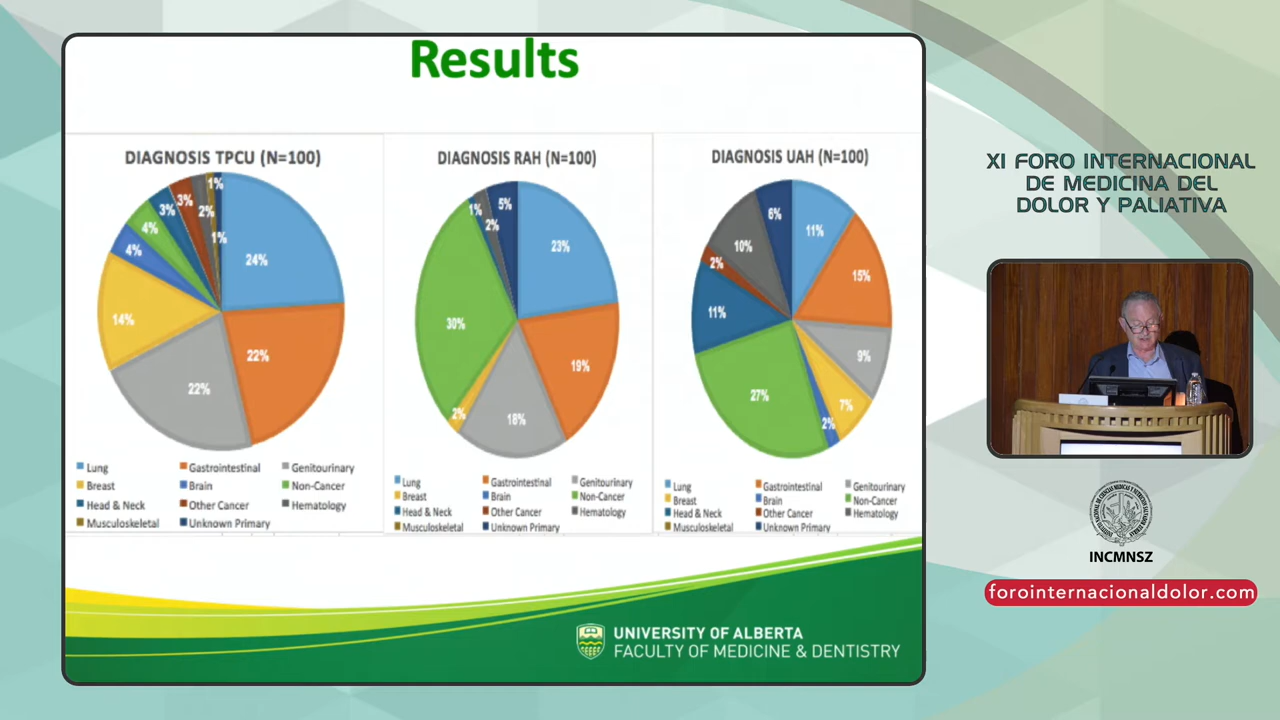 Results
DIAGNOSIS TPCU (N=100)
1%
3%
3%
2%
4%
1%
4%
24%
14%
22%
22%
Lung
Gastrointestinal
Genitourinary
Breast
Brain
Non-Cancer
Head & Neck
Other Cancer
Hematology
Musculoskeletal
Unknown Primary
DIAGNOSIS RAH (N=100)
5%
1%
2%
23%
30%
19%
2%
18%
Lung
Gastrointestinal
Genitourinary
Breast
Brain
Non-Cancer
Head & Neck
Other Cancer
Hematology
Musculoskeletal
Unknown Primary
DIAGNOSIS UAH (N=100)
6%
11%
10%
2%
15%
11%
9%
27%
7%
2%
Lung
Gastrointestinal
Genitourinary
Breast
Brain
Non-Cancer
Head & Neck
Other Cancer
Hematology
Musculoskeletal
Unknown Primary
UNIVERSITY OF ALBERTA
FACULTY OF MEDICINE & DENTISTRY
XI FORO INTERNACIONAL
DE MEDICINA DEL
DOLOR Y PALIATIVA
INCMNSZ
forointernacionaldolor.com